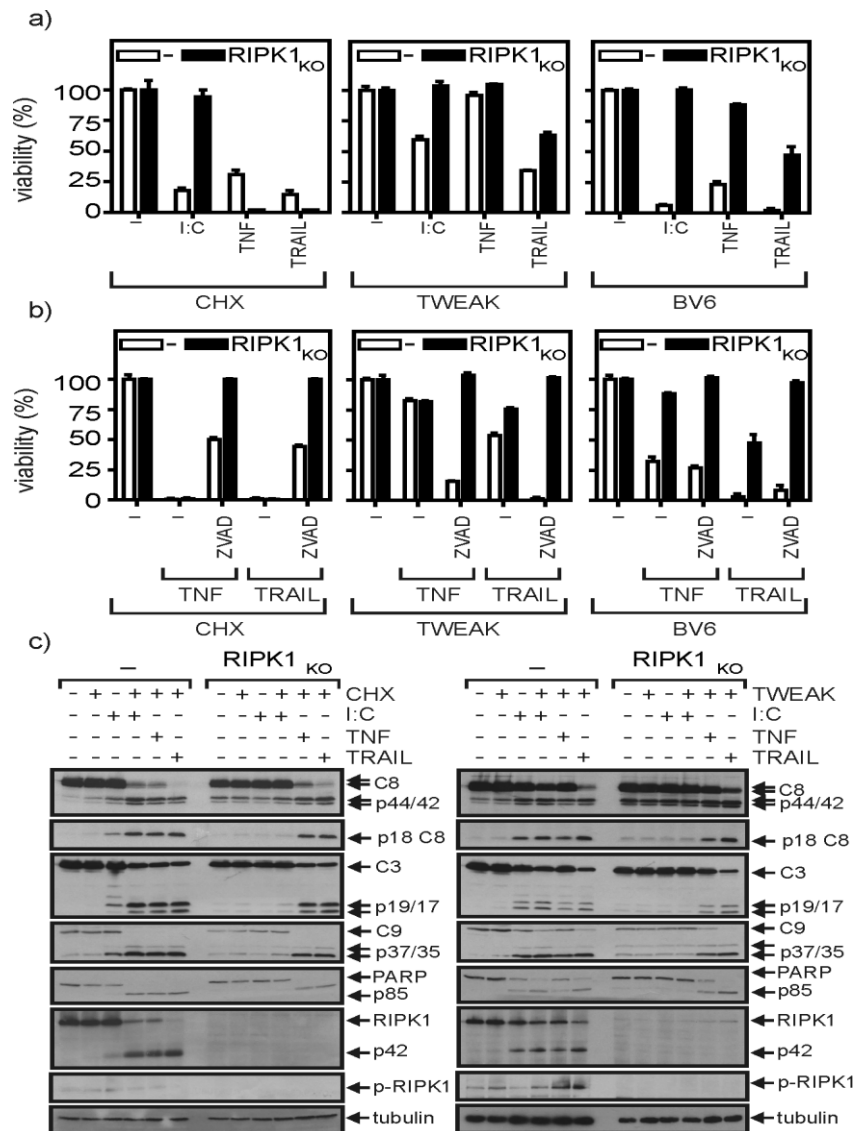 a)
– RIPK1KO – RIPK1KO – RIPK1KO
viability (%)
100
75
50
25
0
– I:C TNF TRAIL – I:C TNF TRAIL – I:C TNF TRAIL
CHX TWEAK BV6
b)
– RIPK1KO – RIPK1KO – RIPK1KO
viability (%)
100
75
50
25
0
– – ZVAD – ZVAD – – ZVAD – ZVAD – – ZVAD – ZVAD
TNF TRAIL TNF TRAIL TNF TRAIL
CHX TWEAK BV6
c)
– RIPK1 KO – RIPK1 KO
- + - + + + - + - + + + CHX - + - + + + - + - + + + TWEAK
- - + + - - - - + + - - I:C - - + + - - - - + + - - I:C
- - - - + - - - - - + - TNF - - - - + - - - - - + - TNF
- - - - - + - - - - - + TRAIL - - - - - + - - - - - + TRAIL
C8 C8
p44/42 p44/42
p18 C8 p18 C8
C3 C3
p19/17 p19/17
C9 C9
p37/35 p37/35
PARP PARP
p85 p85
RIPK1 RIPK1
p42 p42
p-RIPK1 p-RIPK1
tubulin tubulin